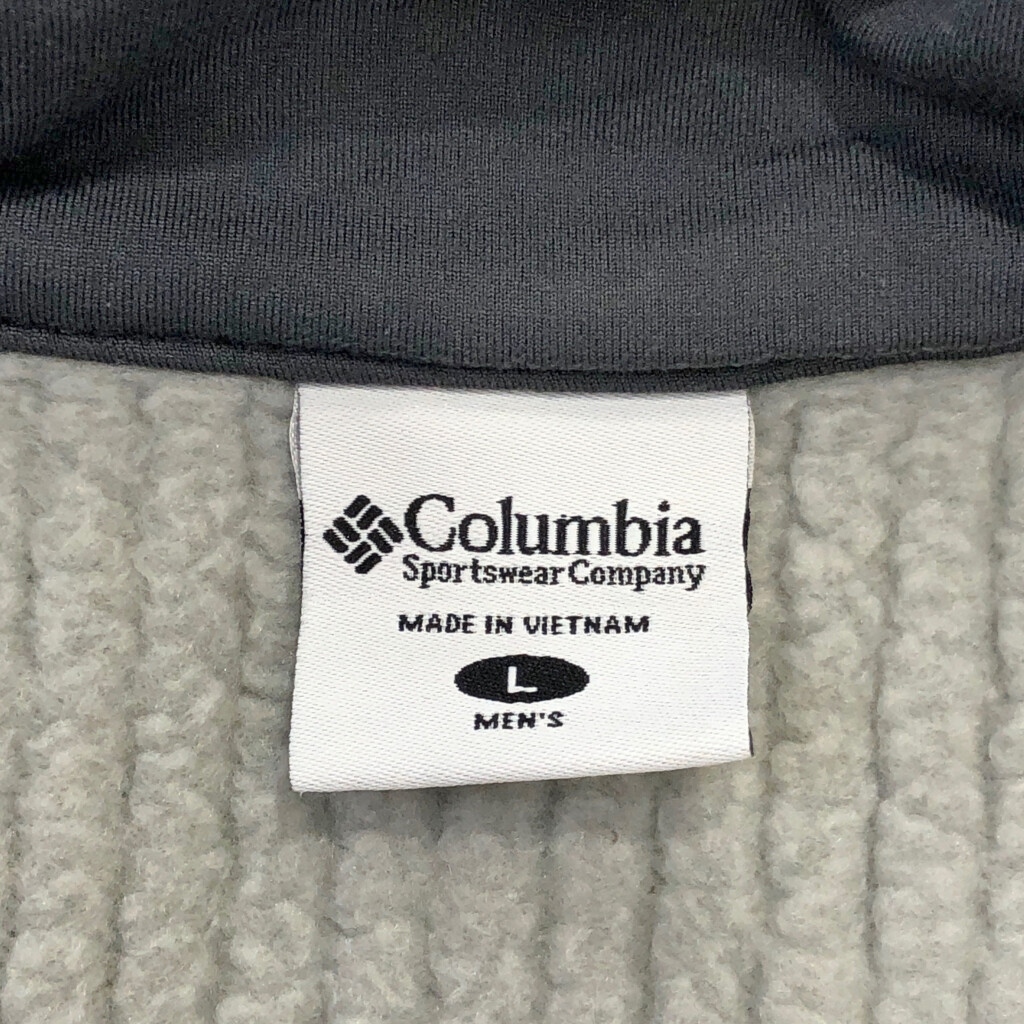 Columbia
Sportswear Company
MADE IN VIETNAM
L
MEN'S